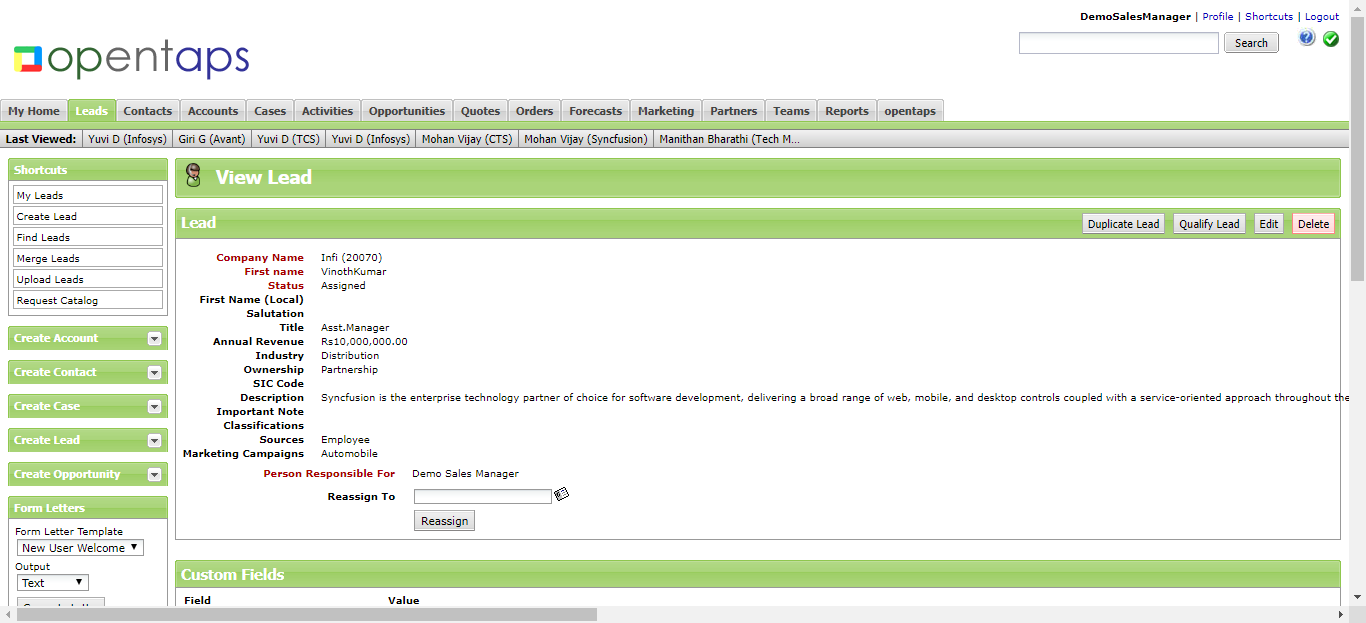 DemoSalesManager | Profile | Shortcuts | Logout
opentaps
Search
My Home Leads Contacts Accounts Cases Activities Opportunities Quotes Orders Forecasts Marketing Partners Teams Reports opentaps
Last Viewed: Yuvi D (Infosys) Giri G (Avant) Yuvi D (TCS) Yuvi D (Infosys) Mohan Vijay (CTS) Mohan Vijay (Syncfusion) Manithan Bharathi (Tech M...
Shortcuts
My Leads
Create Lead
Find Leads
Merge Leads
Upload Leads
Request Catalog
Create Account
Create Contact
Create Case
Create Lead
Create Opportunity
Form Letters
Form Letter Template
New User Welcome
Output
Text
View Lead
Lead
Duplicate Lead Qualify Lead Edit Delete
Company Name Infi (20070)
First name VinothKumar
Status Assigned
First Name (Local)
Salutation
Title Asst.Manager
Annual Revenue Rs10,000,000.00
Industry Distribution
Ownership Partnership
SIC Code
Description Syncfusion is the enterprise technology partner of choice for software development, delivering a broad range of web, mobile, and desktop controls coupled with a service-oriented approach throughout the
Important Note
Classifications
Sources Employee
Marketing Campaigns Automobile
Person Responsible For Demo Sales Manager
Reassign To
Reassign
Custom Fields
Field Value